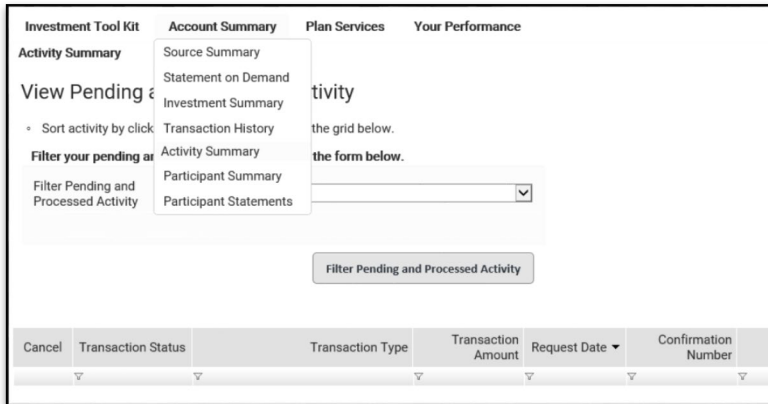 Investment Tool Kit Account Summary Plan Services Your Performance
Activity Summary
Source Summary
Statement on Demand
Investment Summary
Transaction History
Activity Summary
Participant Summary
Participant Statements
View Pending tivity
Sort activity by click the grid below.
Filter your pending the form below.
Filter Pending and
Processed Activity
Filter Pending and Processed Activity
Cancel Transaction Status Transaction Type Transaction Amount Request Date Confirmation Number